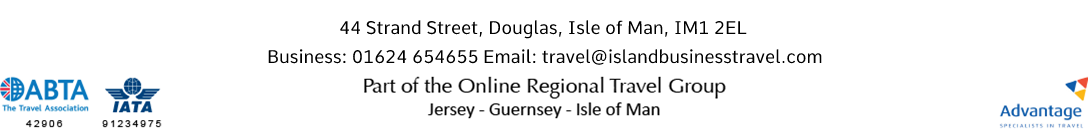 44 Strand Street, Douglas, Isle of Man, IM1 2EL
Business: 01624 654655 Email: travel@islandbusinesstravel.com
Part of the Online Regional Travel Group
Jersey - Guernsey - Isle of Man
ABTA
The Travel Association
42906
IATA
91234975
Advantage
SPECIALISTS IN TRAVEL